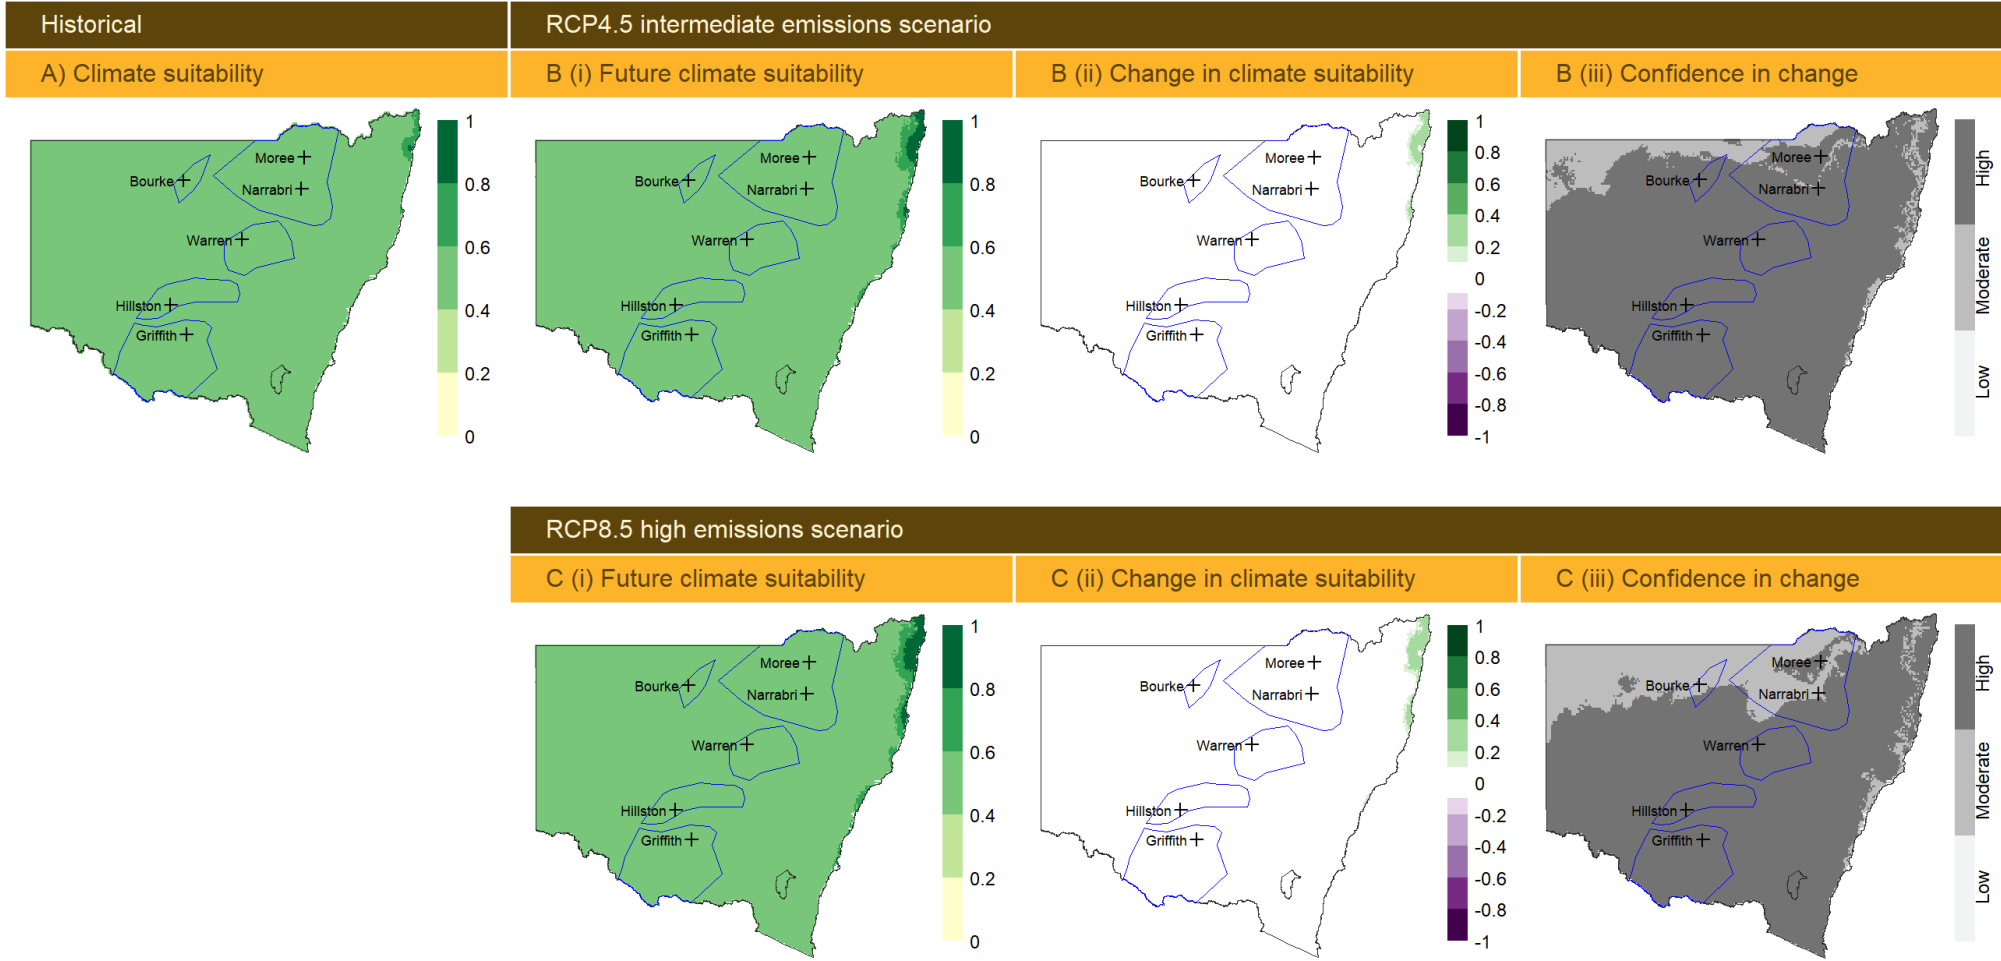 Historical
RCP4.5 intermediate emissions scenario
A) Climate suitability
B (i) Future climate suitability
B (ii) Change in climate suitability
B (iii) Confidence in change
Moree
Bourke
Narrabri
Warren
Hillston
Griffith
1
0.8
0.6
0.4
0.2
0
Moree
Bourke
Narrabri
Warren
Hillston
Griffith
1
0.8
0.6
0.4
0.2
0
Moree
Bourke
Narrabri
Warren
Hillston
Griffith
1
0.8
0.6
0.4
0.2
0
-0.2
-0.4
-0.6
-0.8
-1
Moree
Bourke
Narrabri
Warren
Hillston
Griffith
High
Moderate
Low
RCP8.5 high emissions scenario
C (i) Future climate suitability
C (ii) Change in climate suitability
C (iii) Confidence in change
Moree
Bourke
Narrabri
Warren
Hillston
Griffith
1
0.8
0.6
0.4
0.2
0
Moree
Bourke
Narrabri
Warren
Hillston
Griffith
1
0.8
0.6
0.4
0.2
0
-0.2
-0.4
-0.6
-0.8
-1
Moree
Bourke
Narrabri
Warren
Hillston
Griffith
High
Moderate
Low